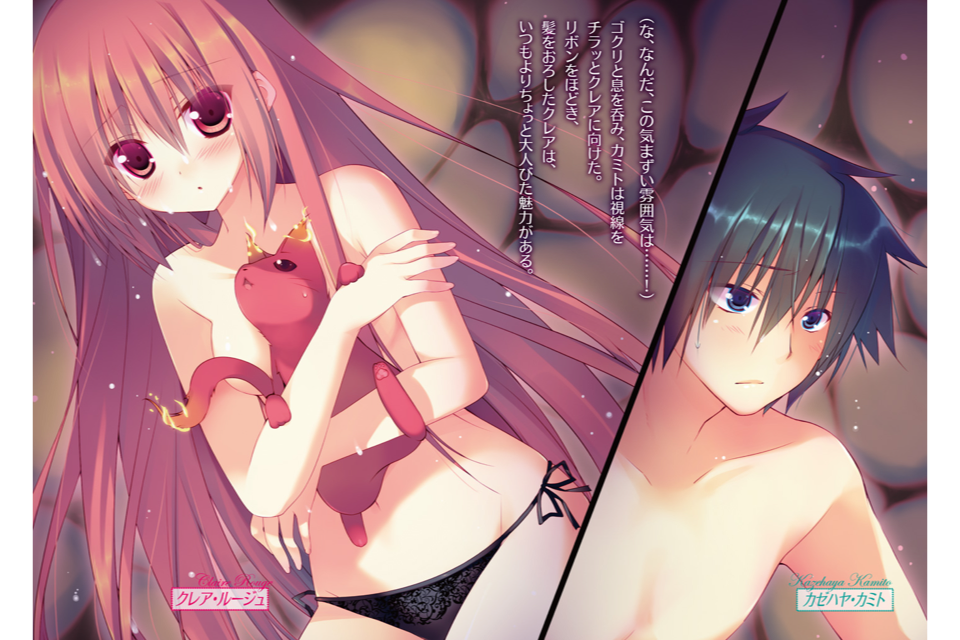 (な、なんだ、この気まずい雰囲気は……！)
ゴクリと息を呑み、カミトは視線を
チラッとクレアに向けた。
リボンをほどき、
髪をおろしたクレアは、
いつもよりちょっと大人びた魅力がある。
Claire Rouge
クレア・ルージュ
Kazehaya Kamito
カゼハヤ・カミト